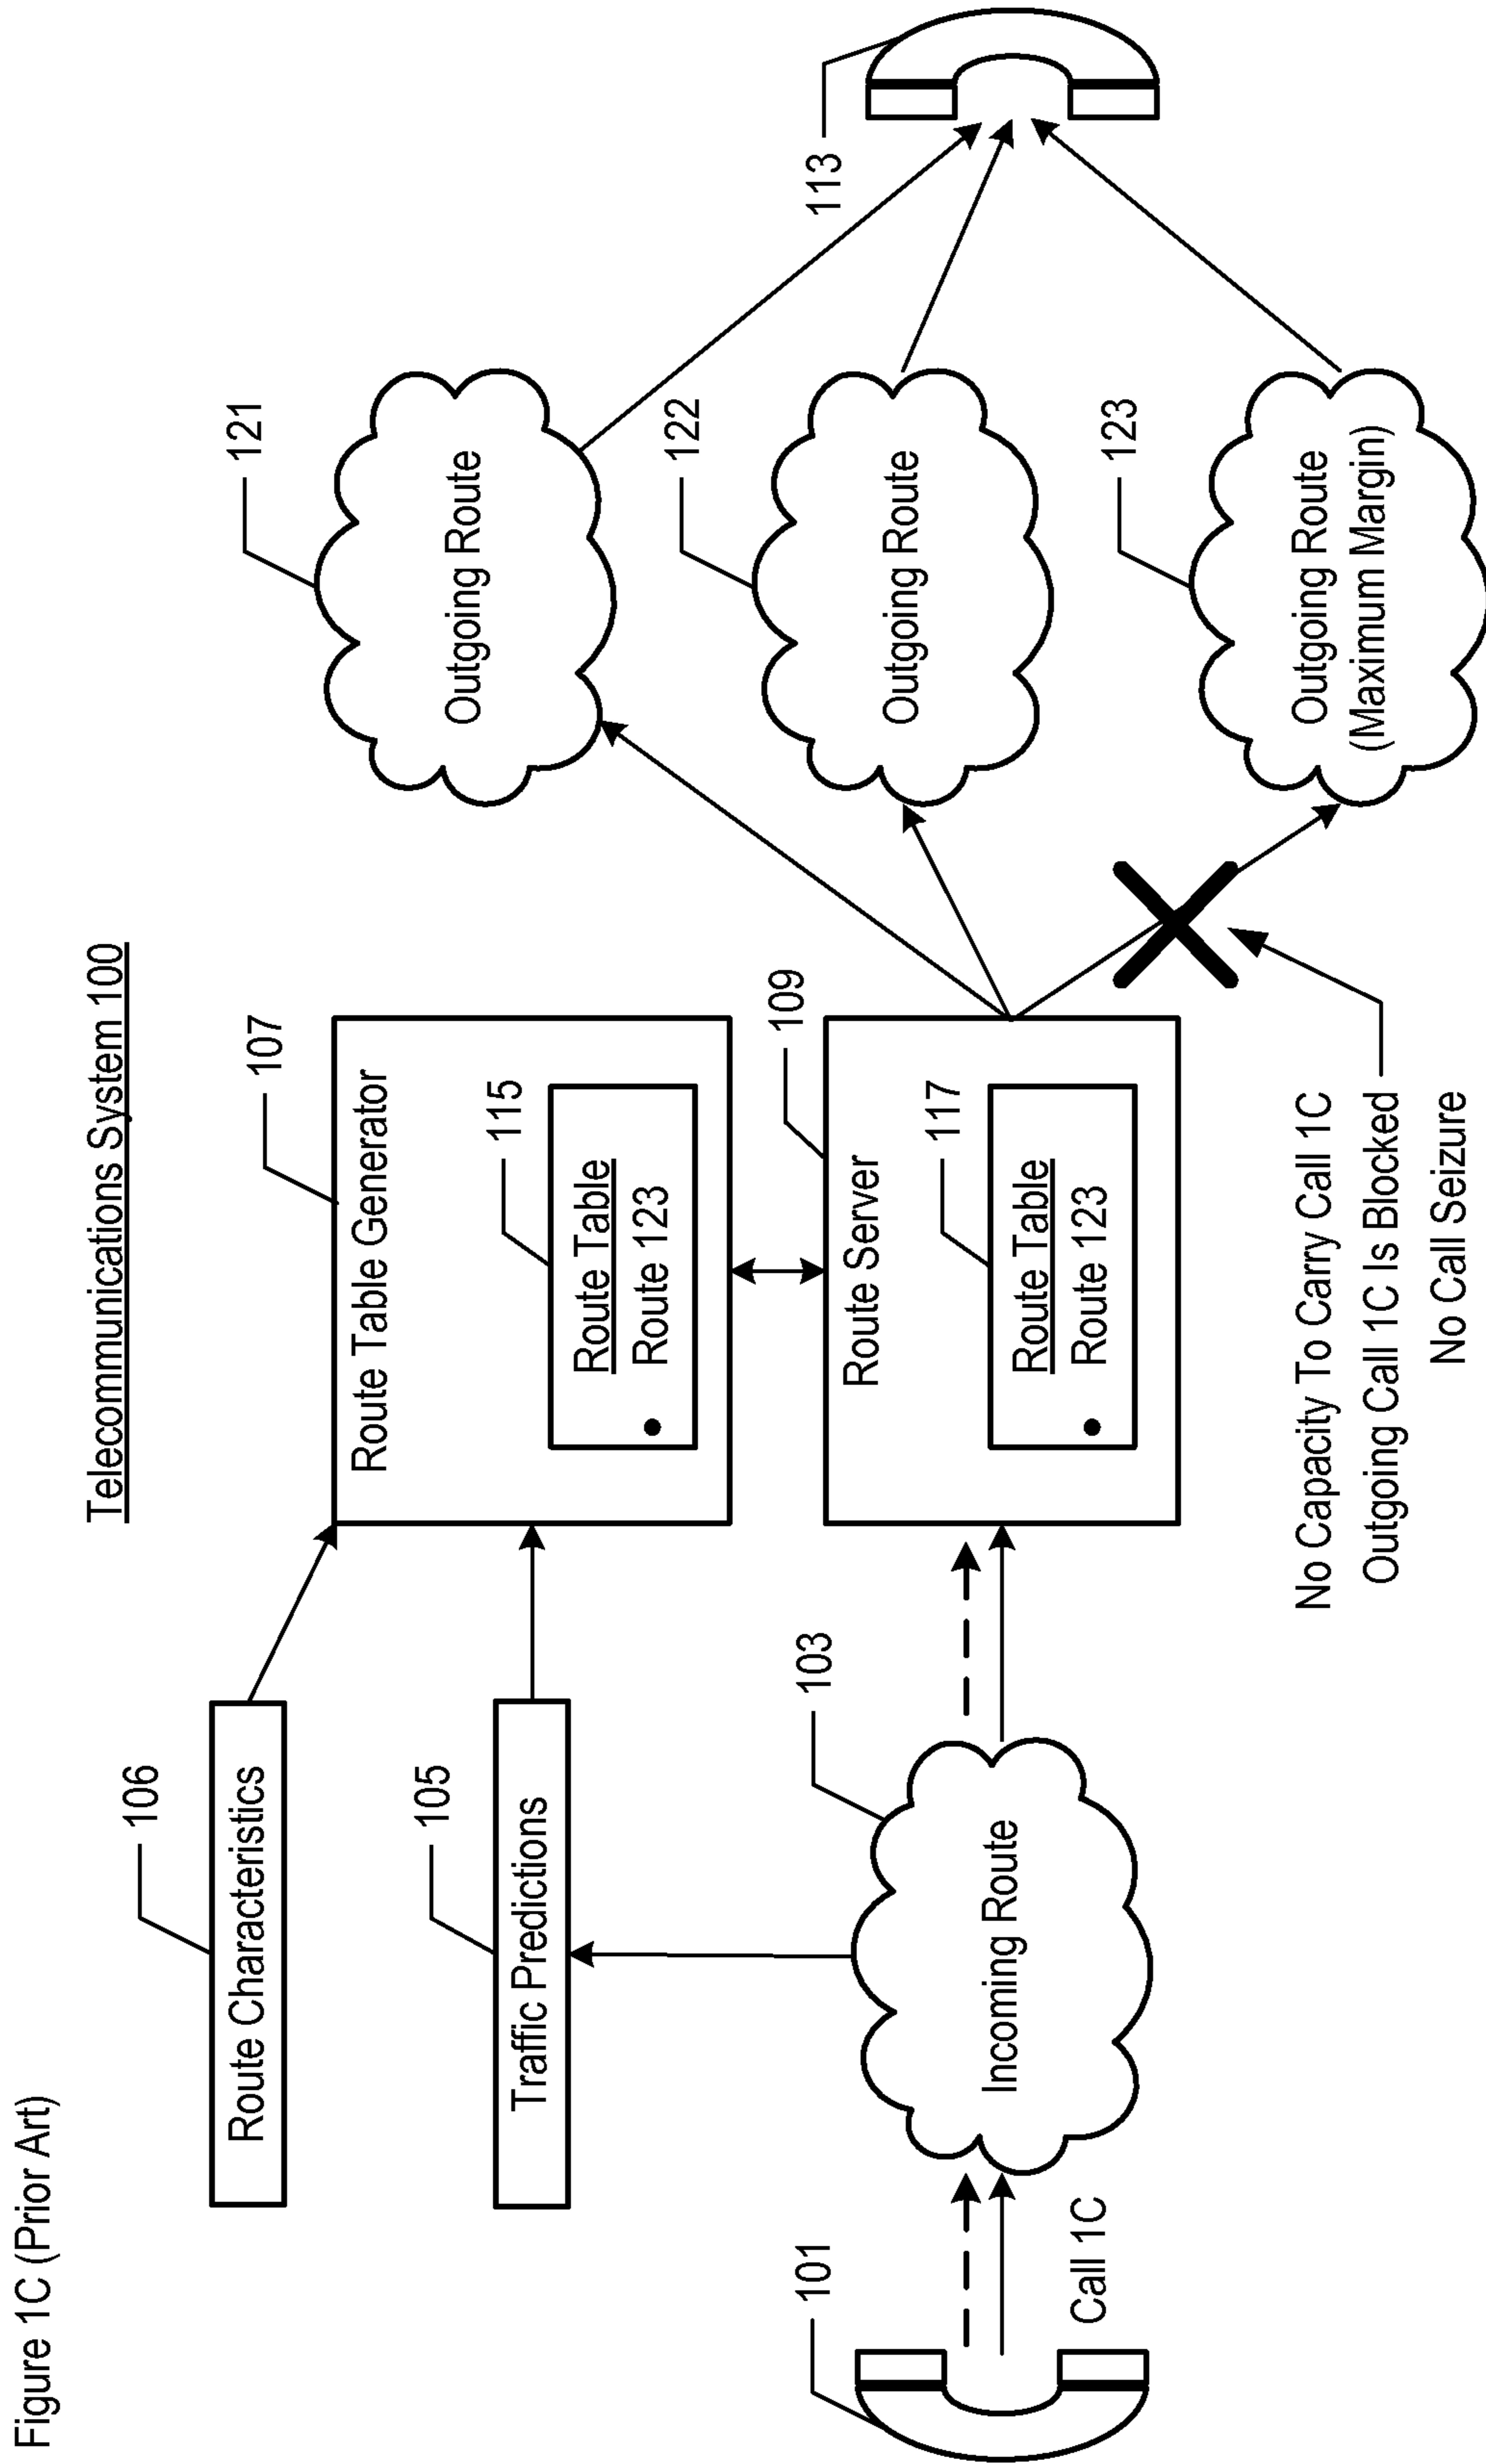 Figure 1C (Prior Art)
Telecommunications System 100
106
Route Characteristics
105
Traffic Predictions
107
Route Table Generator
115
Route Table
• Route 123
121
Outgoing Route
101
Call 1C
103
Incoming Route
109
Route Server
117
Route Table
• Route 123
122
Outgoing Route
113
123
Outgoing Route
(Maximum Margin)
No Capacity To Carry Call 1C
Outgoing Call 1C Is Blocked
No Call Seizure